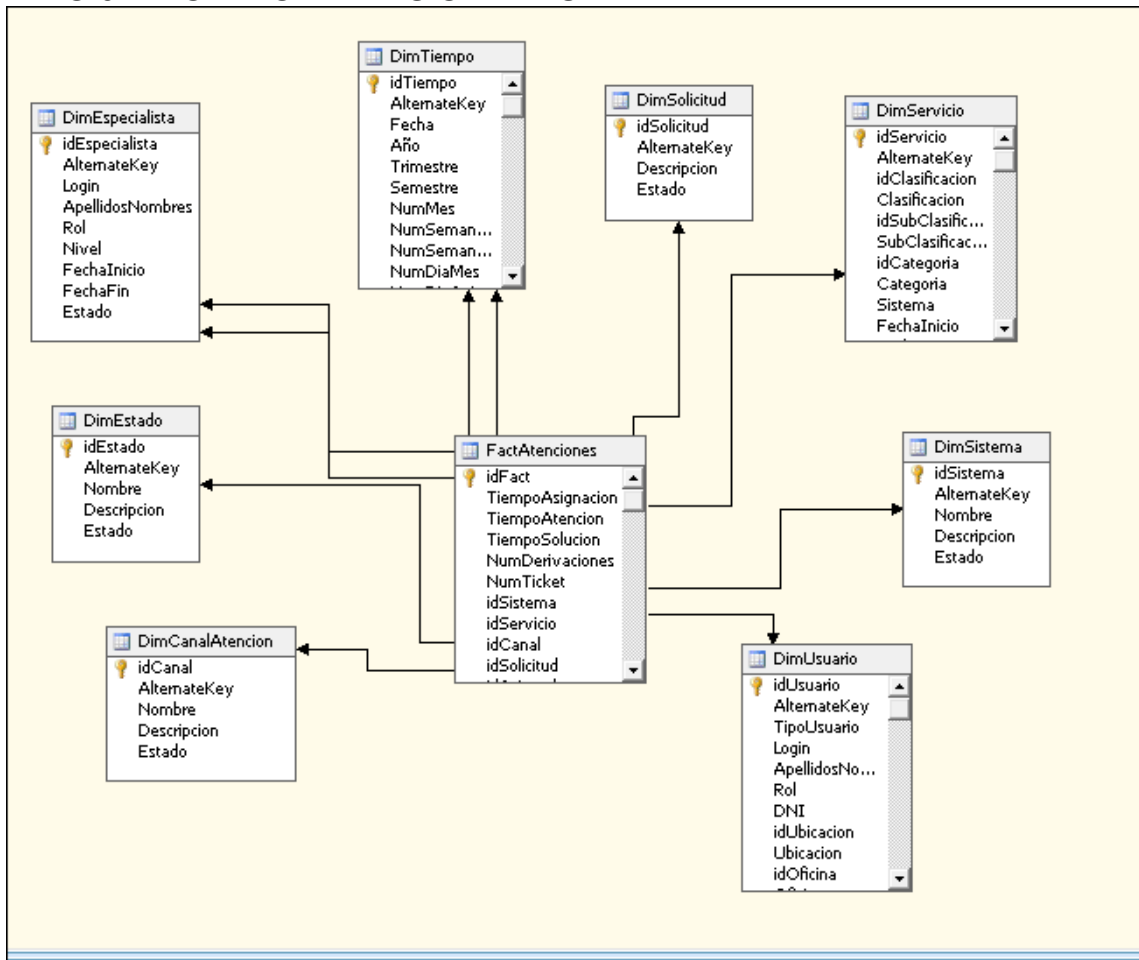 DimTiempo
idTiempo
AlternateKey
Fecha
Año
Trimestre
Semestre
NumMes
NumSeman...
NumSeman...
NumDiaMes
DimEspecialista
idEspecialista
AlternateKey
Login
ApellidosNombres
Rol
Nivel
FechaInicio
FechaFin
Estado
DimSolicitud
idSolicitud
AlternateKey
Descripcion
Estado
DimServicio
idServicio
AlternateKey
idClasificacion
Clasificacion
idSubClasific...
SubClasificac...
idCategoria
Categoria
Sistema
FechaInicio
DimEstado
idEstado
AlternateKey
Nombre
Descripcion
Estado
FactAtenciones
idFact
TiempoAsignacion
TiempoAtencion
TiempoSolucion
NumDerivaciones
NumTicket
idSistema
idServicio
idCanal
idSolicitud
DimSistema
idSistema
AlternateKey
Nombre
Descripcion
Estado
DimCanalAtencion
idCanal
AlternateKey
Nombre
Descripcion
Estado
DimUsuario
idUsuario
AlternateKey
TipoUsuario
Login
ApellidosNo...
Rol
DNI
idUbicacion
Ubicacion
idOficina